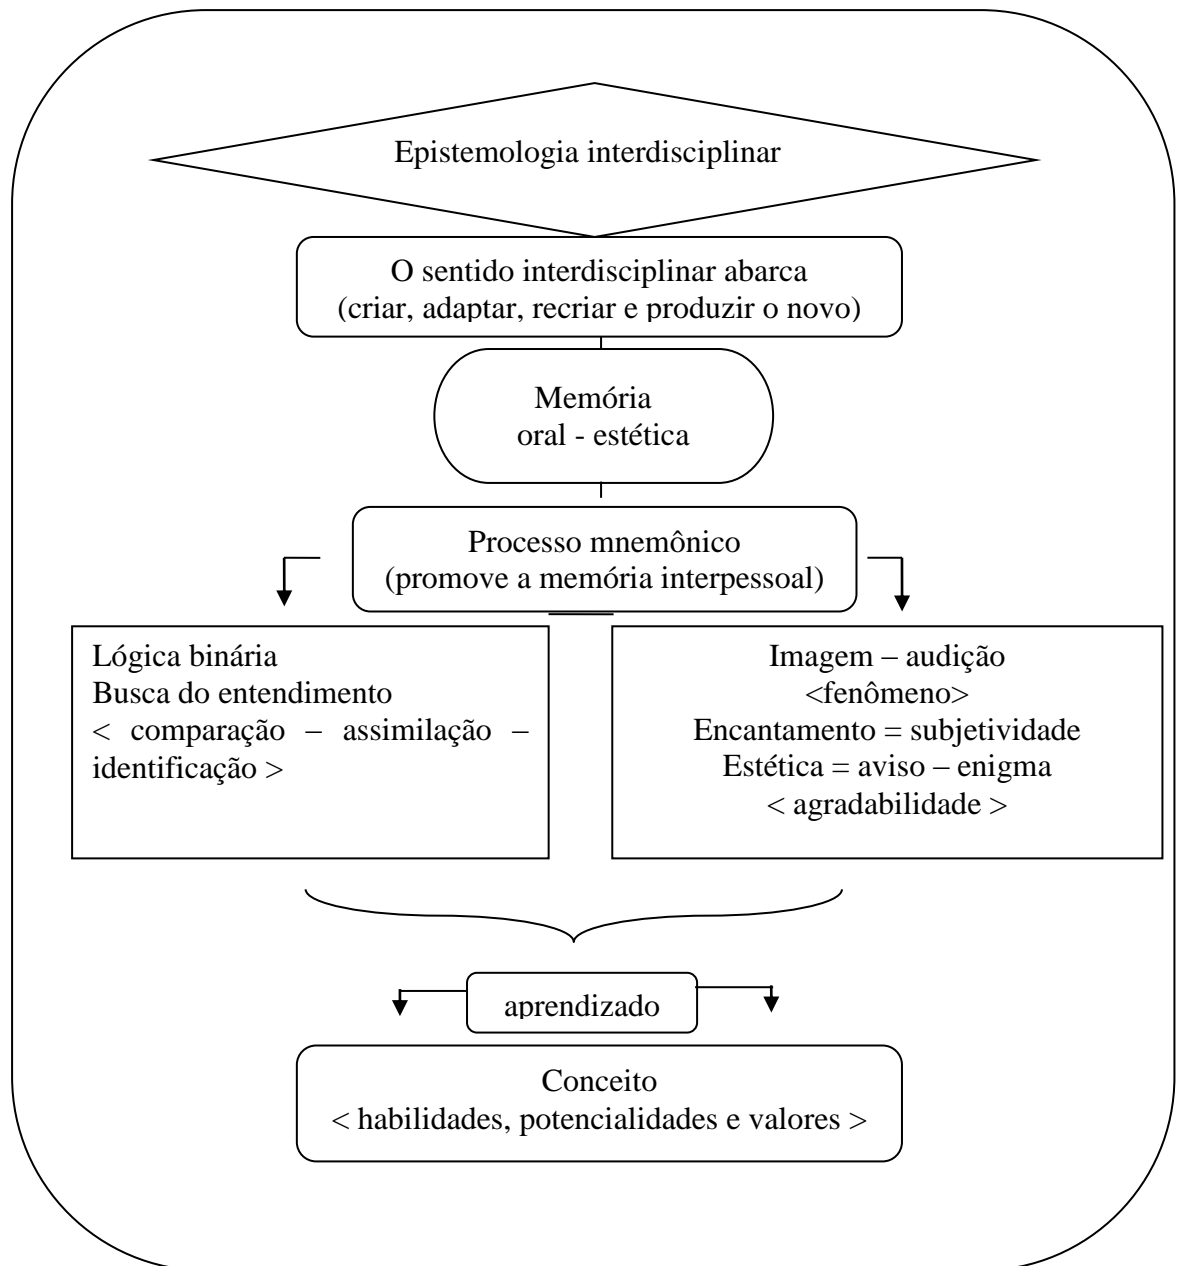 Epistemologia interdisciplinar
O sentido interdisciplinar abarca
(criar, adaptar, recriar e produzir o novo)
Memória
oral - estética
Processo mnemônico
(promove a memória interpessoal)
Lógica binária
Busca do entendimento
< comparação – assimilação –
identificação >
Imagem – audição
<fenômeno>
Encantamento = subjetividade
Estética = aviso – enigma
< agradabilidade >
aprendizado
Conceito
< habilidades, potencialidades e valores >